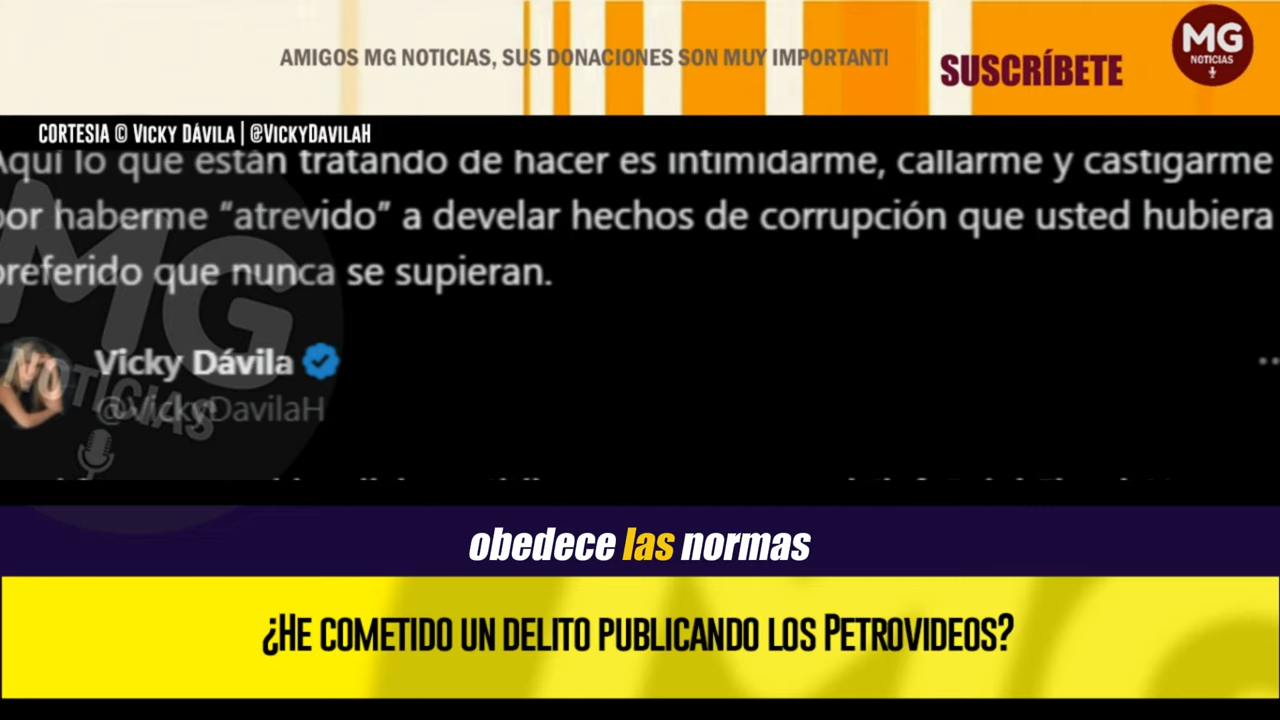 AMIGOS MG NOTICIAS, SUS DONACIONES SON MUY IMPORTANTI
SUSCRÍBETE
MG
NOTICIAS
CORTESIA © VICKY DÁVILA | @VICKYDAVILAH
Aquí lo que están tratando de hacer es intimidarme, callarme y castigarme
por haberme “atrevido” a develar hechos de corrupción que usted hubiera
preferido que nunca se supieran.
MG
NOTICIAS
Vicky Dávila
@VickyDavilaH
obedece las normas
¿HE COMETIDO UN DELITO PUBLICANDO LOS PETROVIDEOS?